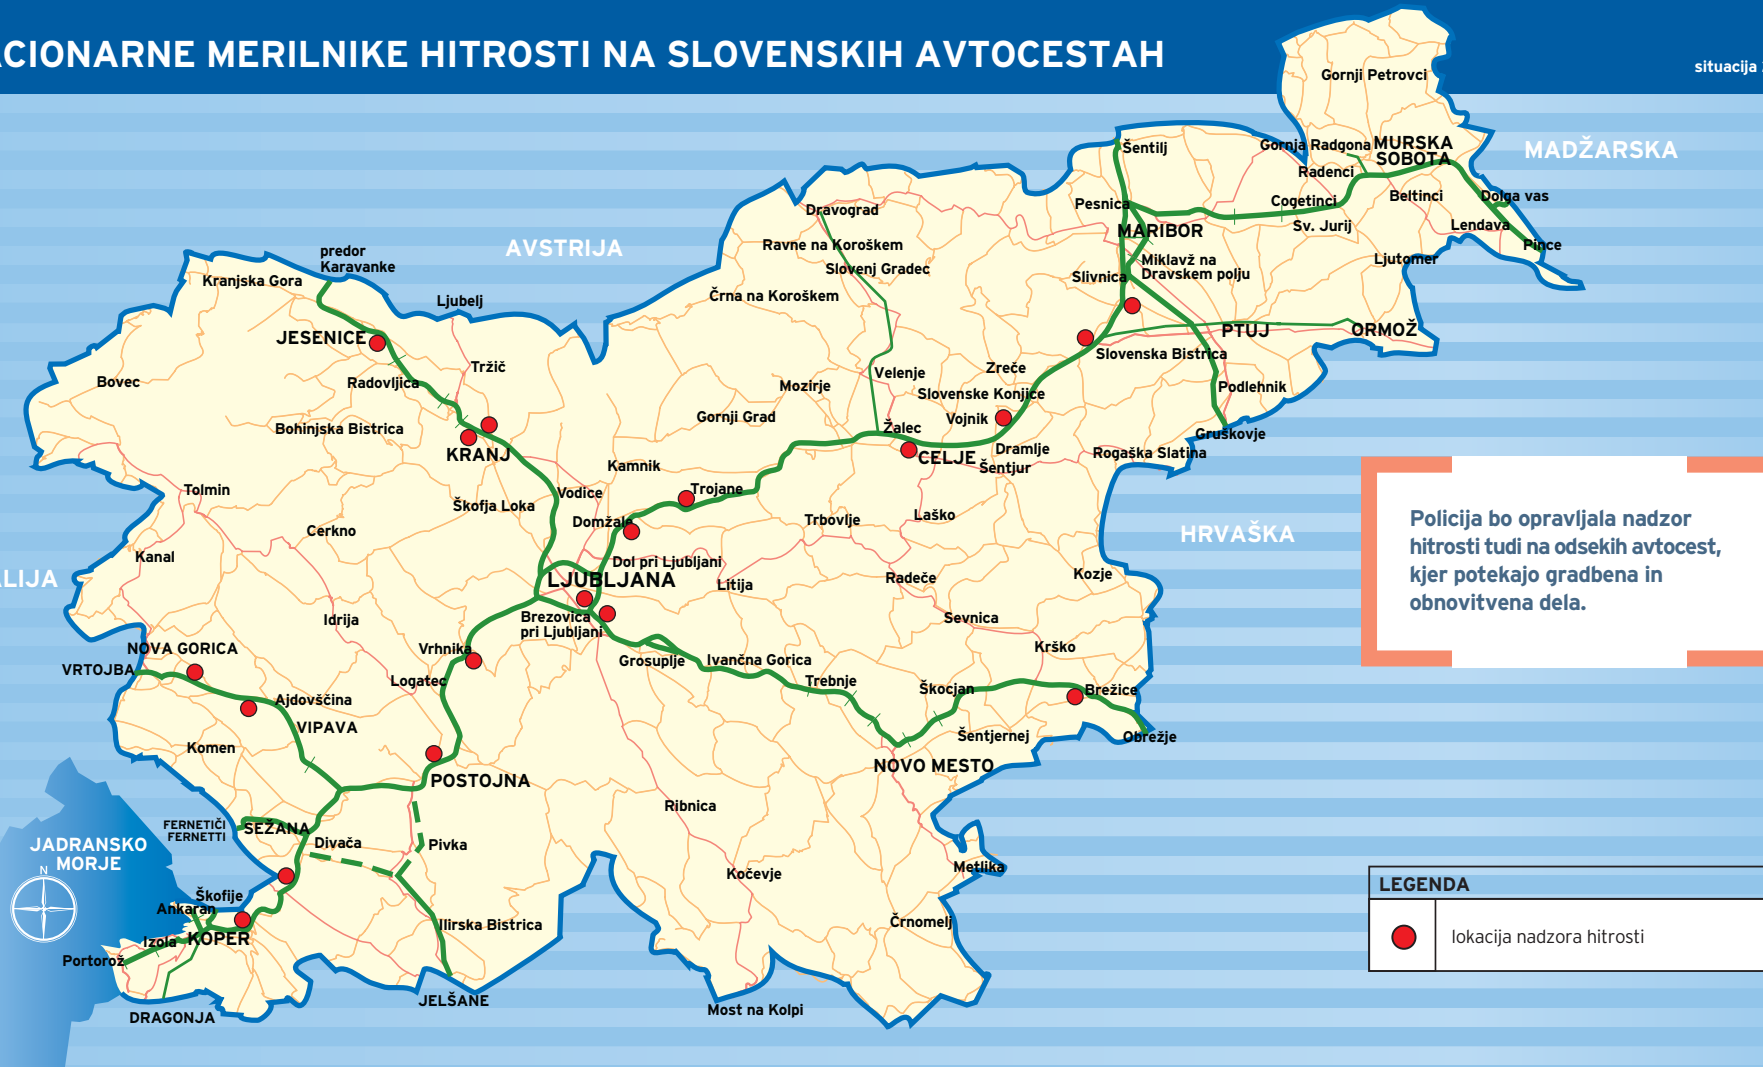 CIONARNE MERILNIKE HITROSTI NA SLOVENSKIH AVTOCESTAH
situacija
Gornji Petrovci
MADŽARSKA
Šentilj
Gornja Radgona
MURSKA
SOBOTA
Radenci
Pesnica
Cogetinci
Beltinci
Dolga vas
Dravograd
MARIBOR
Sv. Jurij
Lendava
Pince
AVSTRIJA
Ravne na Koroškem
Slovenj Gradec
Miklavž na
Dravskem polju
Ljutomer
predor
Karavanke
Kranjska Gora
Slivnica
Črna na Koroškem
Ljubelj
JESENICE
PTUJ
ORMOŽ
Slovenska Bistrica
Bovec
Radovljica
Tržič
Mozirje
Velenje
Zreče
Slovenske Konjice
Podlehnik
Bohinjska Bistrica
Gornji Grad
Žalec
Vojnik
Gruškovje
KRANJ
Kamnik
CELJE
Dramlje
Šentjur
Rogaška Slatina
Tolmin
Vodice
Trojane
Škofja Loka
Cerkno
Domžale
Trbovlje
Laško
HRVAŠKA
Policija bo opravljala nadzor
hitrosti tudi na odsekih avtocest,
kjer potekajo gradbena in
obnovitvena dela.
Kanal
Dol pri Ljubljani
LJUBLJANA
Litija
Radeče
Kozje
LIJA
Idrija
Brezovica
pri Ljubljani
Sevnica
NOVA GORICA
VRTOJBA
Vrhnika
Grosuplje
Ivančna Gorica
Krško
Logatec
Trebnje
Škocjan
Brežice
Ajdovščina
VIPAVA
Komen
Šentjernej
Obrežje
POSTOJNA
NOVO MESTO
Ribnica
FERNETIČI
FERNETTI
SEŽANA
JADRANSKO
MORJE
Divača
Pivka
N
Kočevje
Metlika
LEGENDA
Škofije
Ankaran
Ilirska Bistrica
Črnomelj
Izola
KOPER
lokacija nadzora hitrosti
Portorož
JELŠANE
Most na Kolpi
DRAGONJA